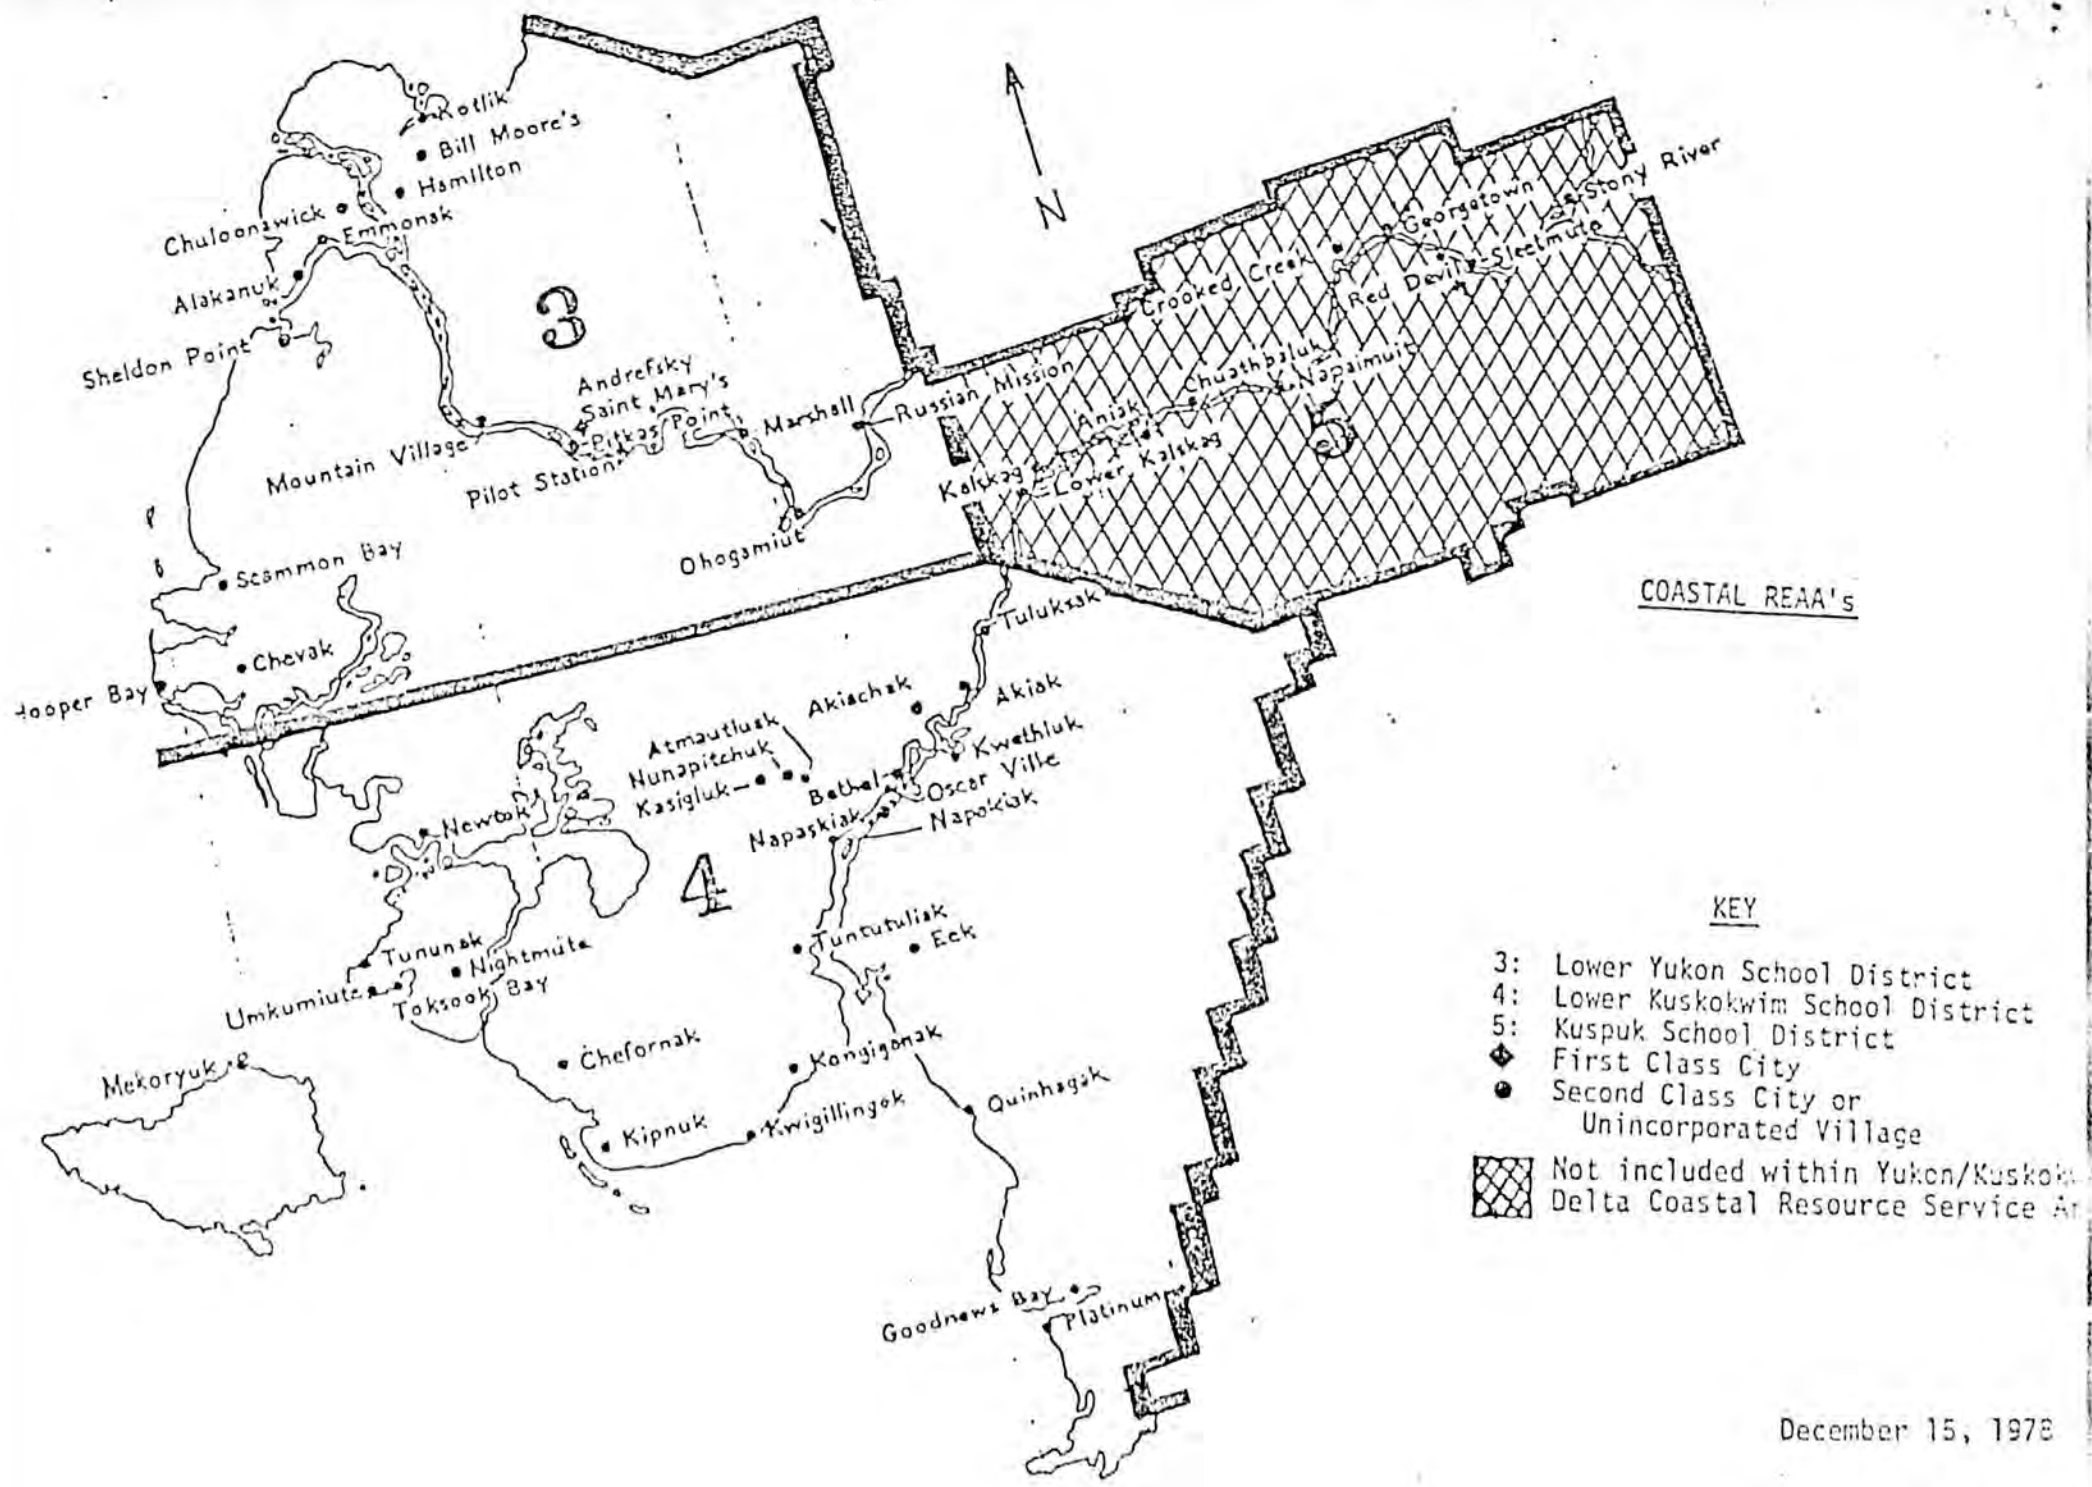 Kotlik
Bill Moore's
Hamilton
Chuloonawick
Emmonak
Alakanuk
Sheldon Point
3
Andrefsky
Saint Mary's
Pitkas Point
Mountain Village
Pilot Station
Marshall
Russian Mission
Ohogamiut
Scammon Bay
Chevak
Hooper Bay
N
Stony River
Georgetown
Sleetmute
Red Devil
Crooked Creek
Napaimuit
Chuathbaluk
Aniak
Kalskag
Lower Kalskag
5
COASTAL REAA's
Tuluksak
Akiachak
Akiak
Atmautluak
Nunapitchuk
Kasigluk
Kwethluk
Bethel
Oscar Ville
Napaskiak
Napakiak
Newtok
4
Tuntutuliak
Eek
Tununak
Nightmute
Umkumiute
Toksook Bay
Mekoryuk
Chefornak
Kongigonak
Kipnuk
Kwigillingok
Quinhagak
Goodnews Bay
Platinum
KEY
3: Lower Yukon School District
4: Lower Kuskokwim School District
5: Kuspuk School District
First Class City
Second Class City or
Unincorporated Village
Not included within Yukon/Kuskok
Delta Coastal Resource Service Ar
December 15, 1978